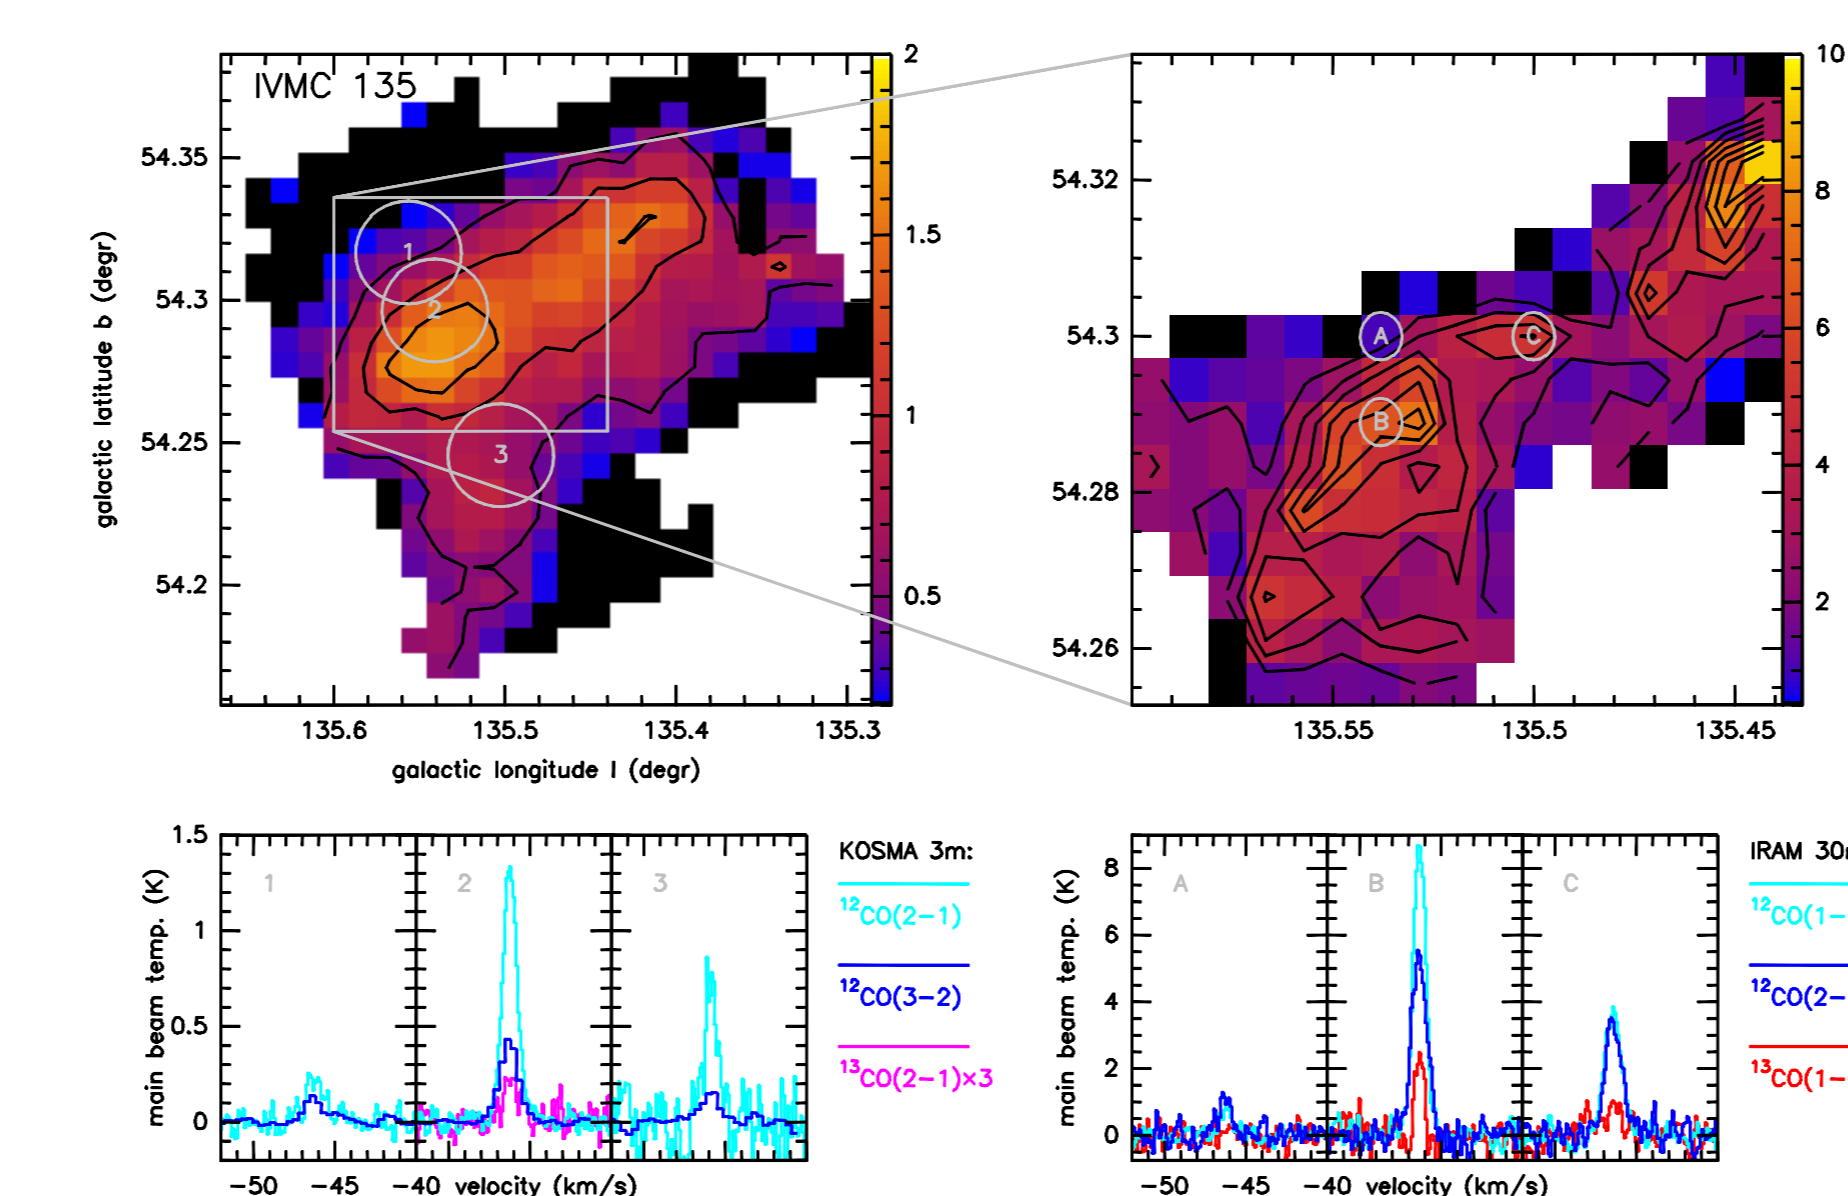 IVMC 135
2
1.5
1
0.5
54.35
54.3
54.25
54.2
galactic latitude b (degr)
1
2
3
135.6 135.5 135.4 135.3
galactic longitude l (degr)
10
8
6
4
2
54.32
54.3
54.28
54.26
A
B
C
135.55 135.5 135.45
1.5
1
0.5
0
main beam temp. (K)
1 2 3
-50 -45 -40 velocity (km/s)
KOSMA 3m:
¹²CO(2-1)
¹²CO(3-2)
¹³CO(2-1)×3
8
6
4
2
0
main beam temp. (K)
A B C
-50 -45 -40 velocity (km/s)
IRAM 30
¹²CO(1-
¹²CO(2-
¹³CO(1-